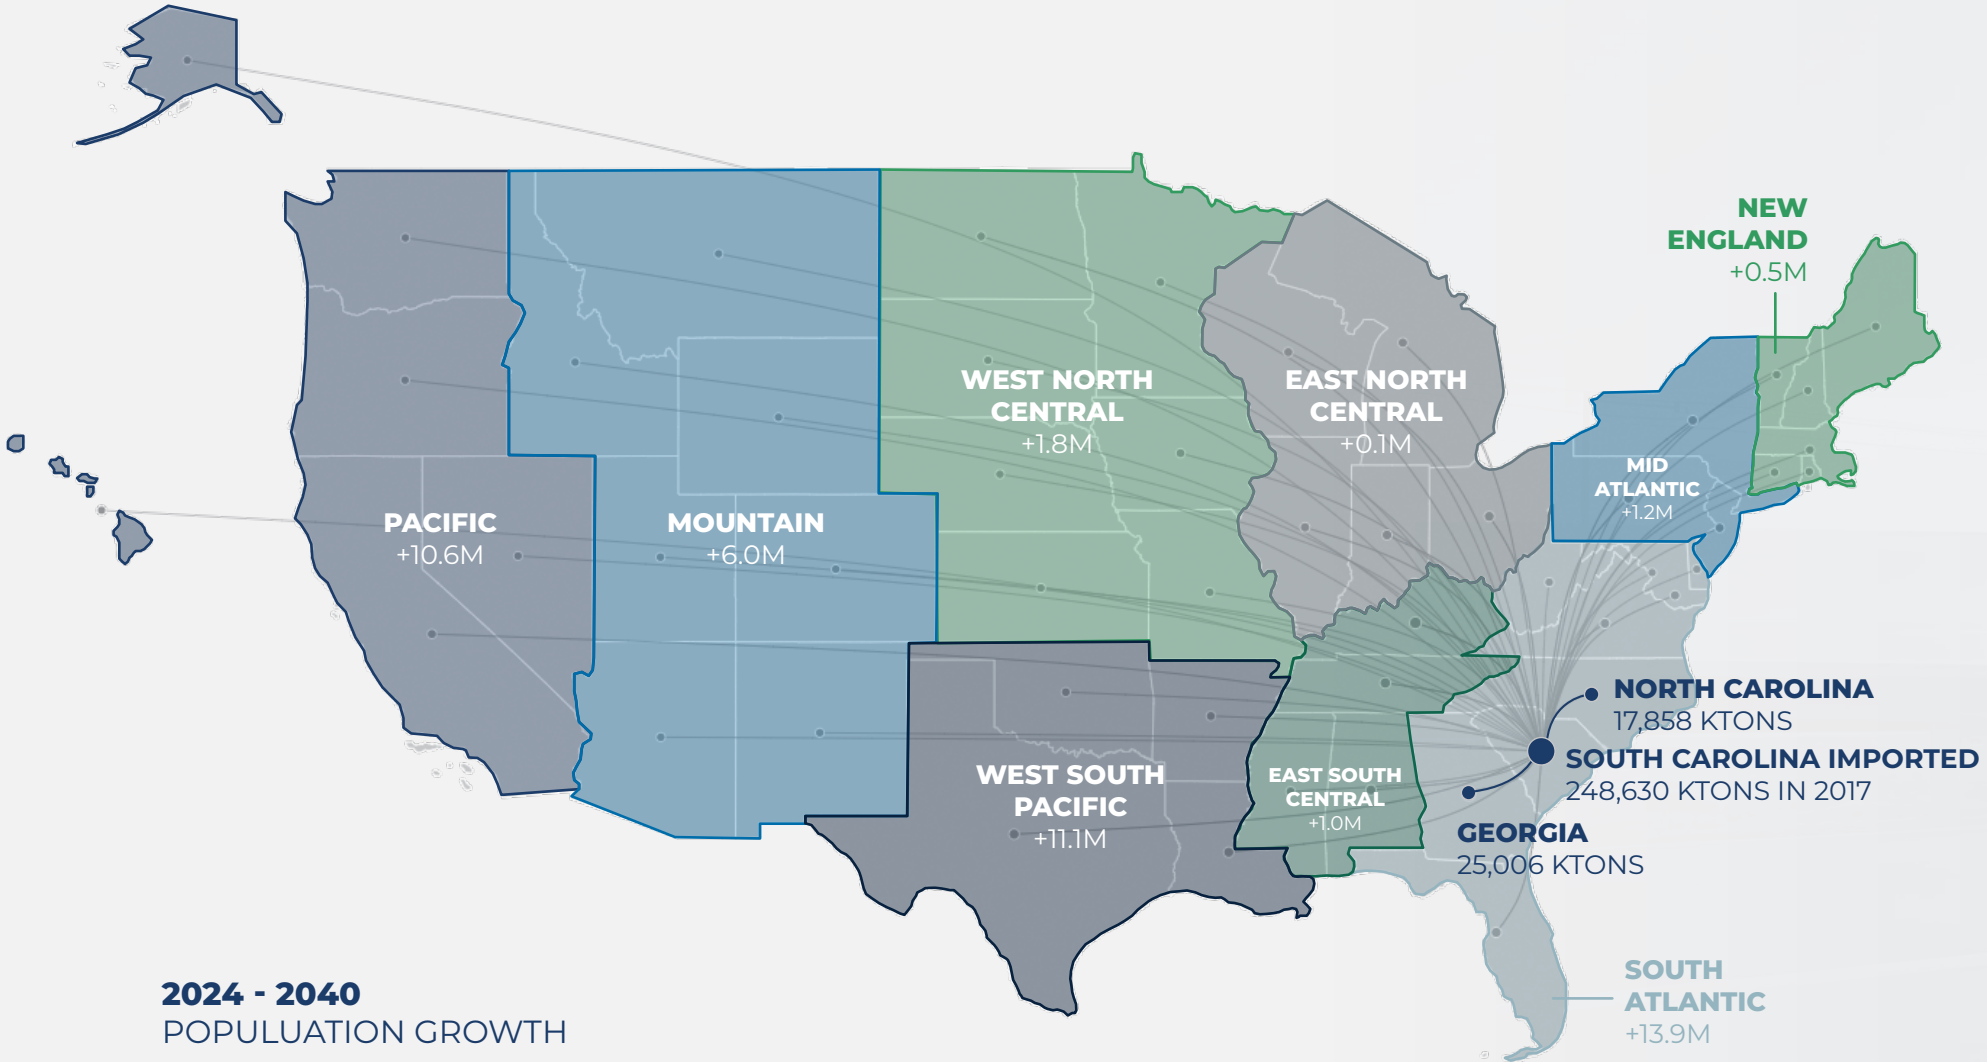 NEW
ENGLAND
+0.5M
WEST NORTH
CENTRAL
+1.8M
EAST NORTH
CENTRAL
+0.1M
MID
ATLANTIC
+1.2M
PACIFIC
+10.6M
MOUNTAIN
+6.0M
NORTH CAROLINA
17,858 KTONS
SOUTH CAROLINA IMPORTED
248,630 KTONS IN 2017
WEST SOUTH
PACIFIC
+11.1M
EAST SOUTH
CENTRAL
+1.0M
GEORGIA
25,006 KTONS
SOUTH
ATLANTIC
+13.9M
2024 - 2040
POPULUATION GROWTH